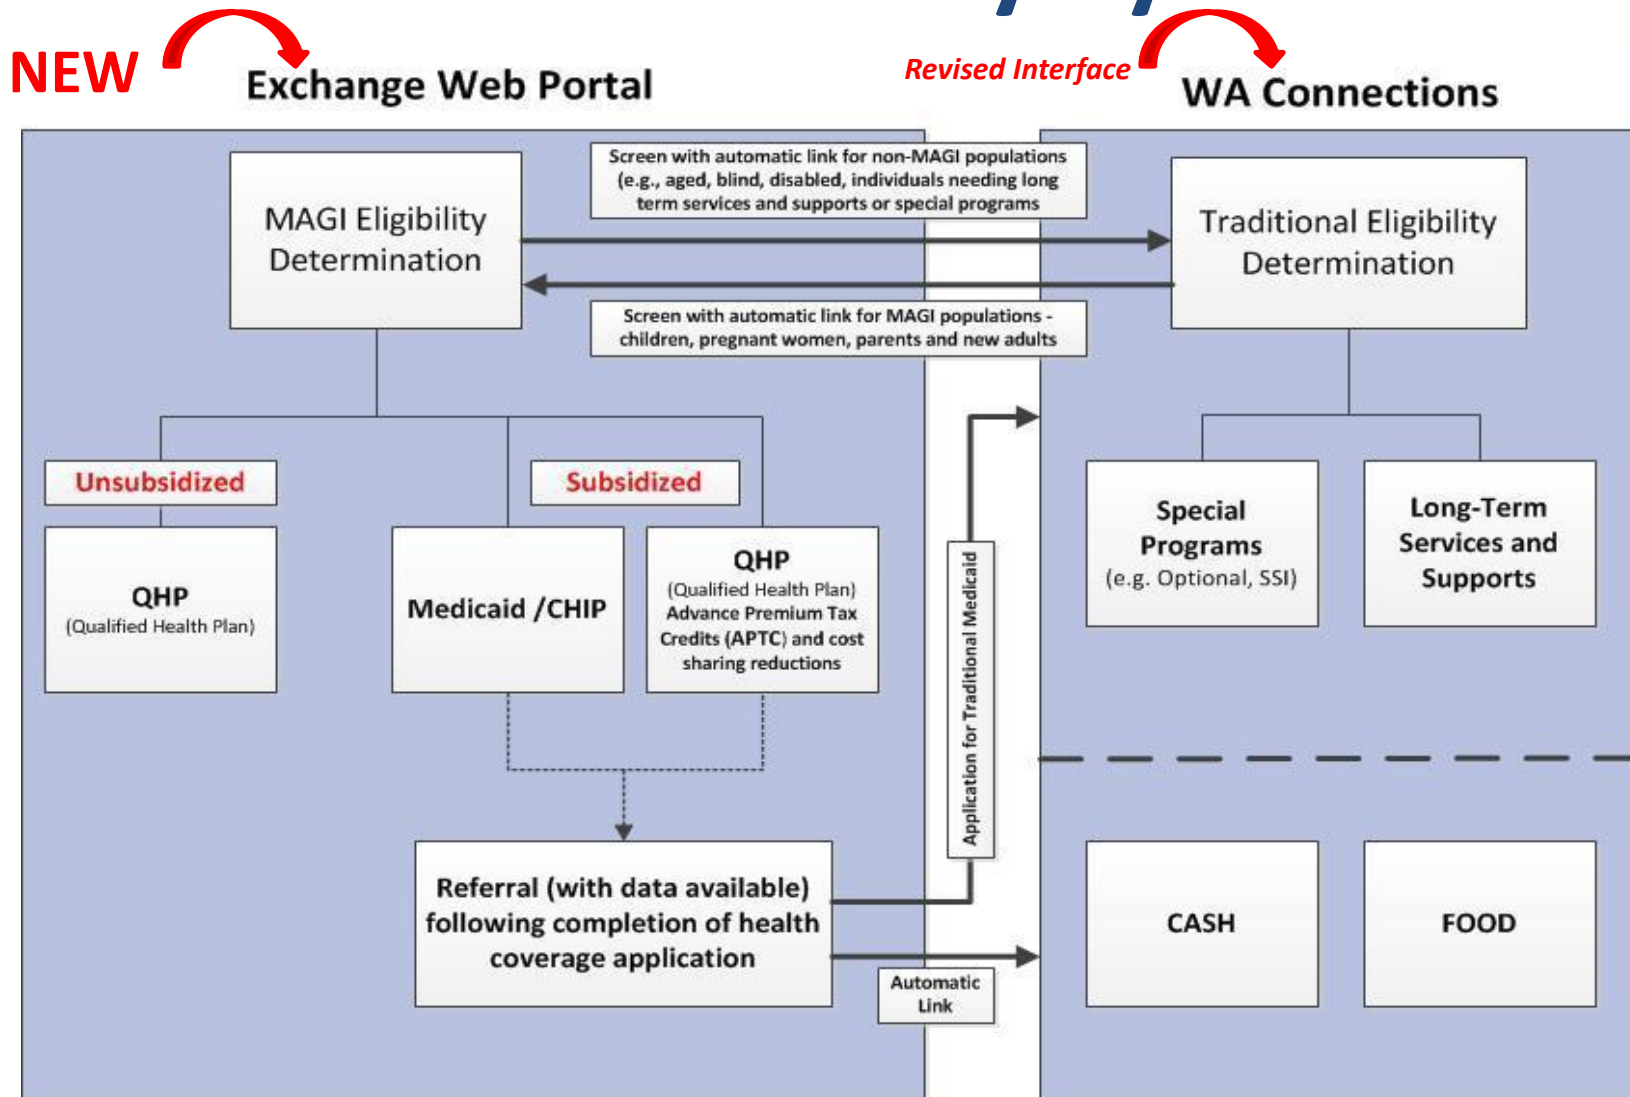 NEW
Exchange Web Portal
Revised Interface
WA Connections
Screen with automatic link for non-MAGI populations
(e.g., aged, blind, disabled, individuals needing long
term services and supports or special programs
MAGI Eligibility
Determination
Traditional Eligibility
Determination
Screen with automatic link for MAGI populations -
children, pregnant women, parents and new adults
Unsubsidized
Subsidized
QHP
(Qualified Health Plan)
Medicaid /CHIP
QHP
(Qualified Health Plan)
Advance Premium Tax
Credits (APTC) and cost
sharing reductions
Special
Programs
(e.g. Optional, SSI)
Long-Term
Services and
Supports
Application for Traditional Medicaid
Referral (with data available)
following completion of health
coverage application
Automatic
Link
CASH
FOOD